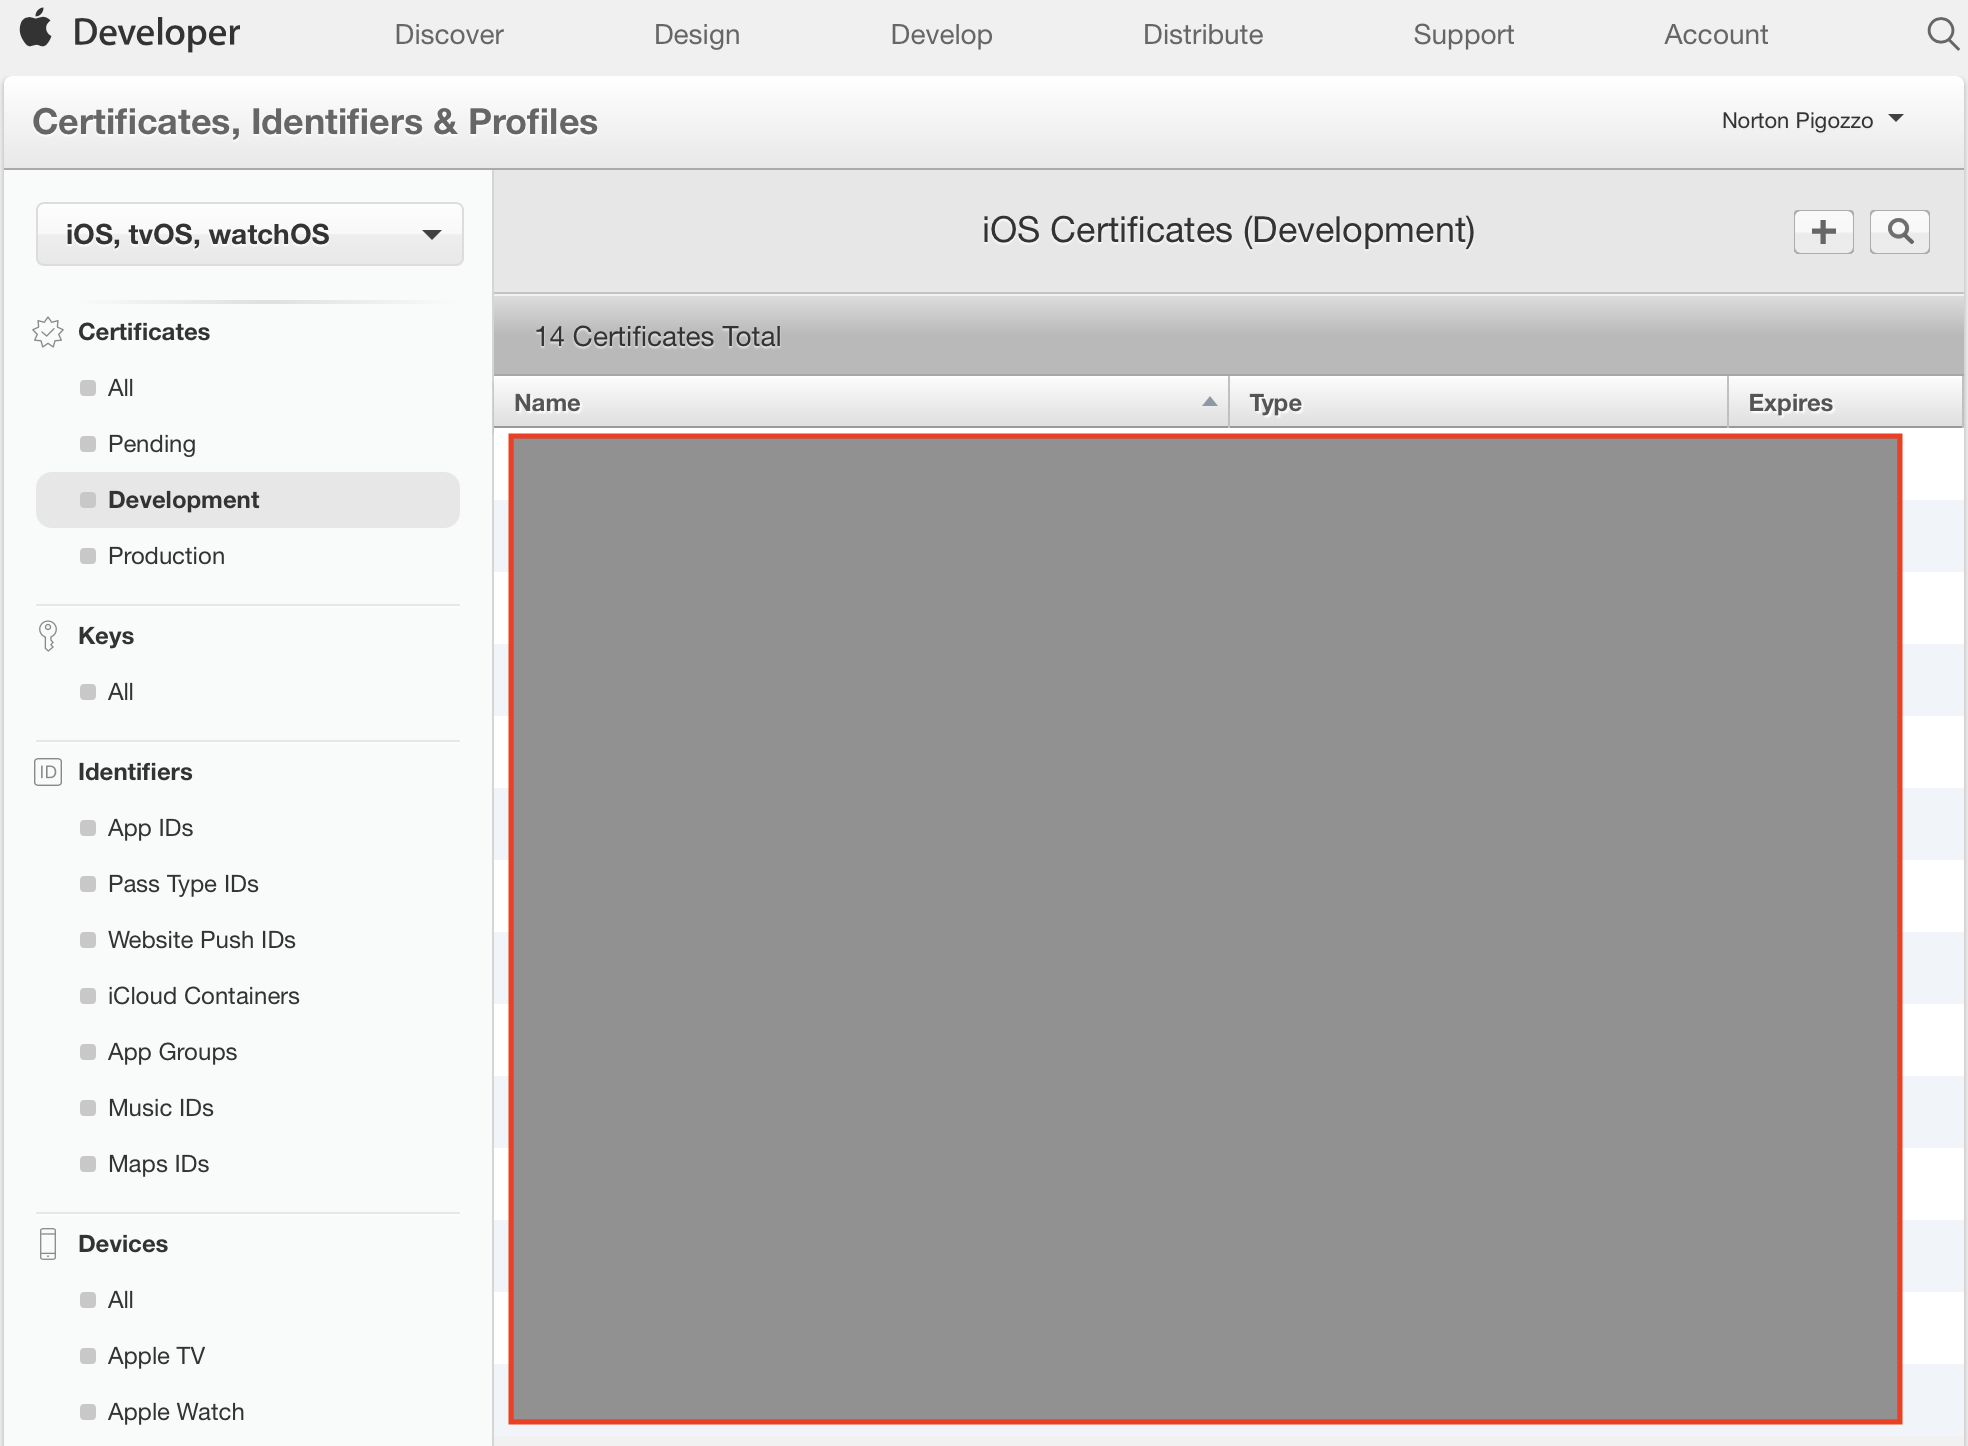 Developer
Discover
Design
Develop
Distribute
Support
Account
Certificates, Identifiers & Profiles
Norton Pigozzo
iOS, tvOS, watchOS
Certificates
All
Pending
Development
Production
Keys
All
ID Identifiers
App IDs
Pass Type IDs
Website Push IDs
iCloud Containers
App Groups
Music IDs
Maps IDs
Devices
All
Apple TV
Apple Watch
iOS Certificates (Development)
14 Certificates Total
Name
Type
Expires